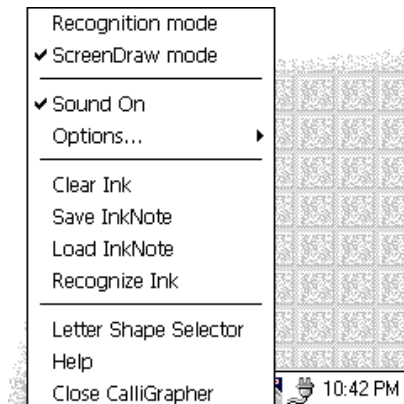 Recognition mode
ScreenDraw mode
Sound On
Options...
Clear Ink
Save InkNote
Load InkNote
Recognize Ink
Letter Shape Selector
Help
Close CalliGrapher
10:42 PM